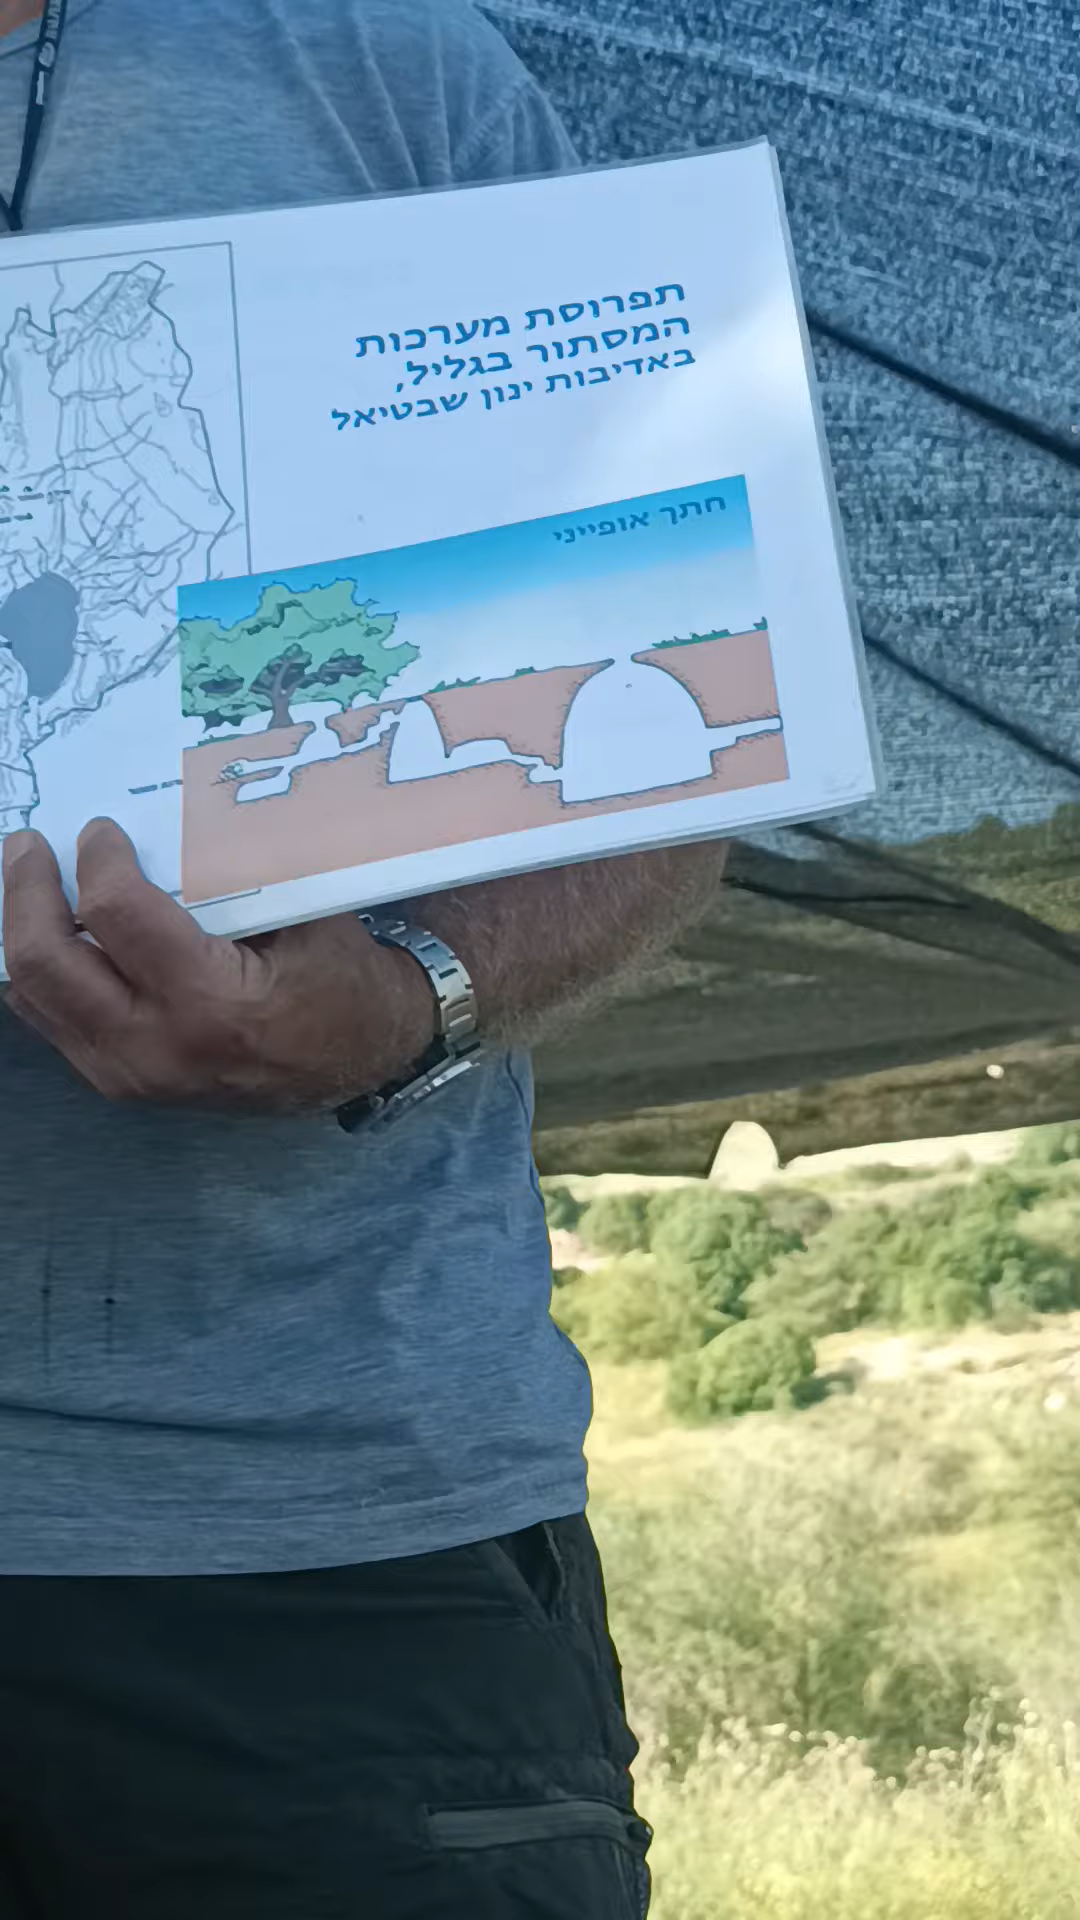 תפרוסת מערכות
המסתור בגליל,
באדיבות ינון שבטיאל
חתך אופייני